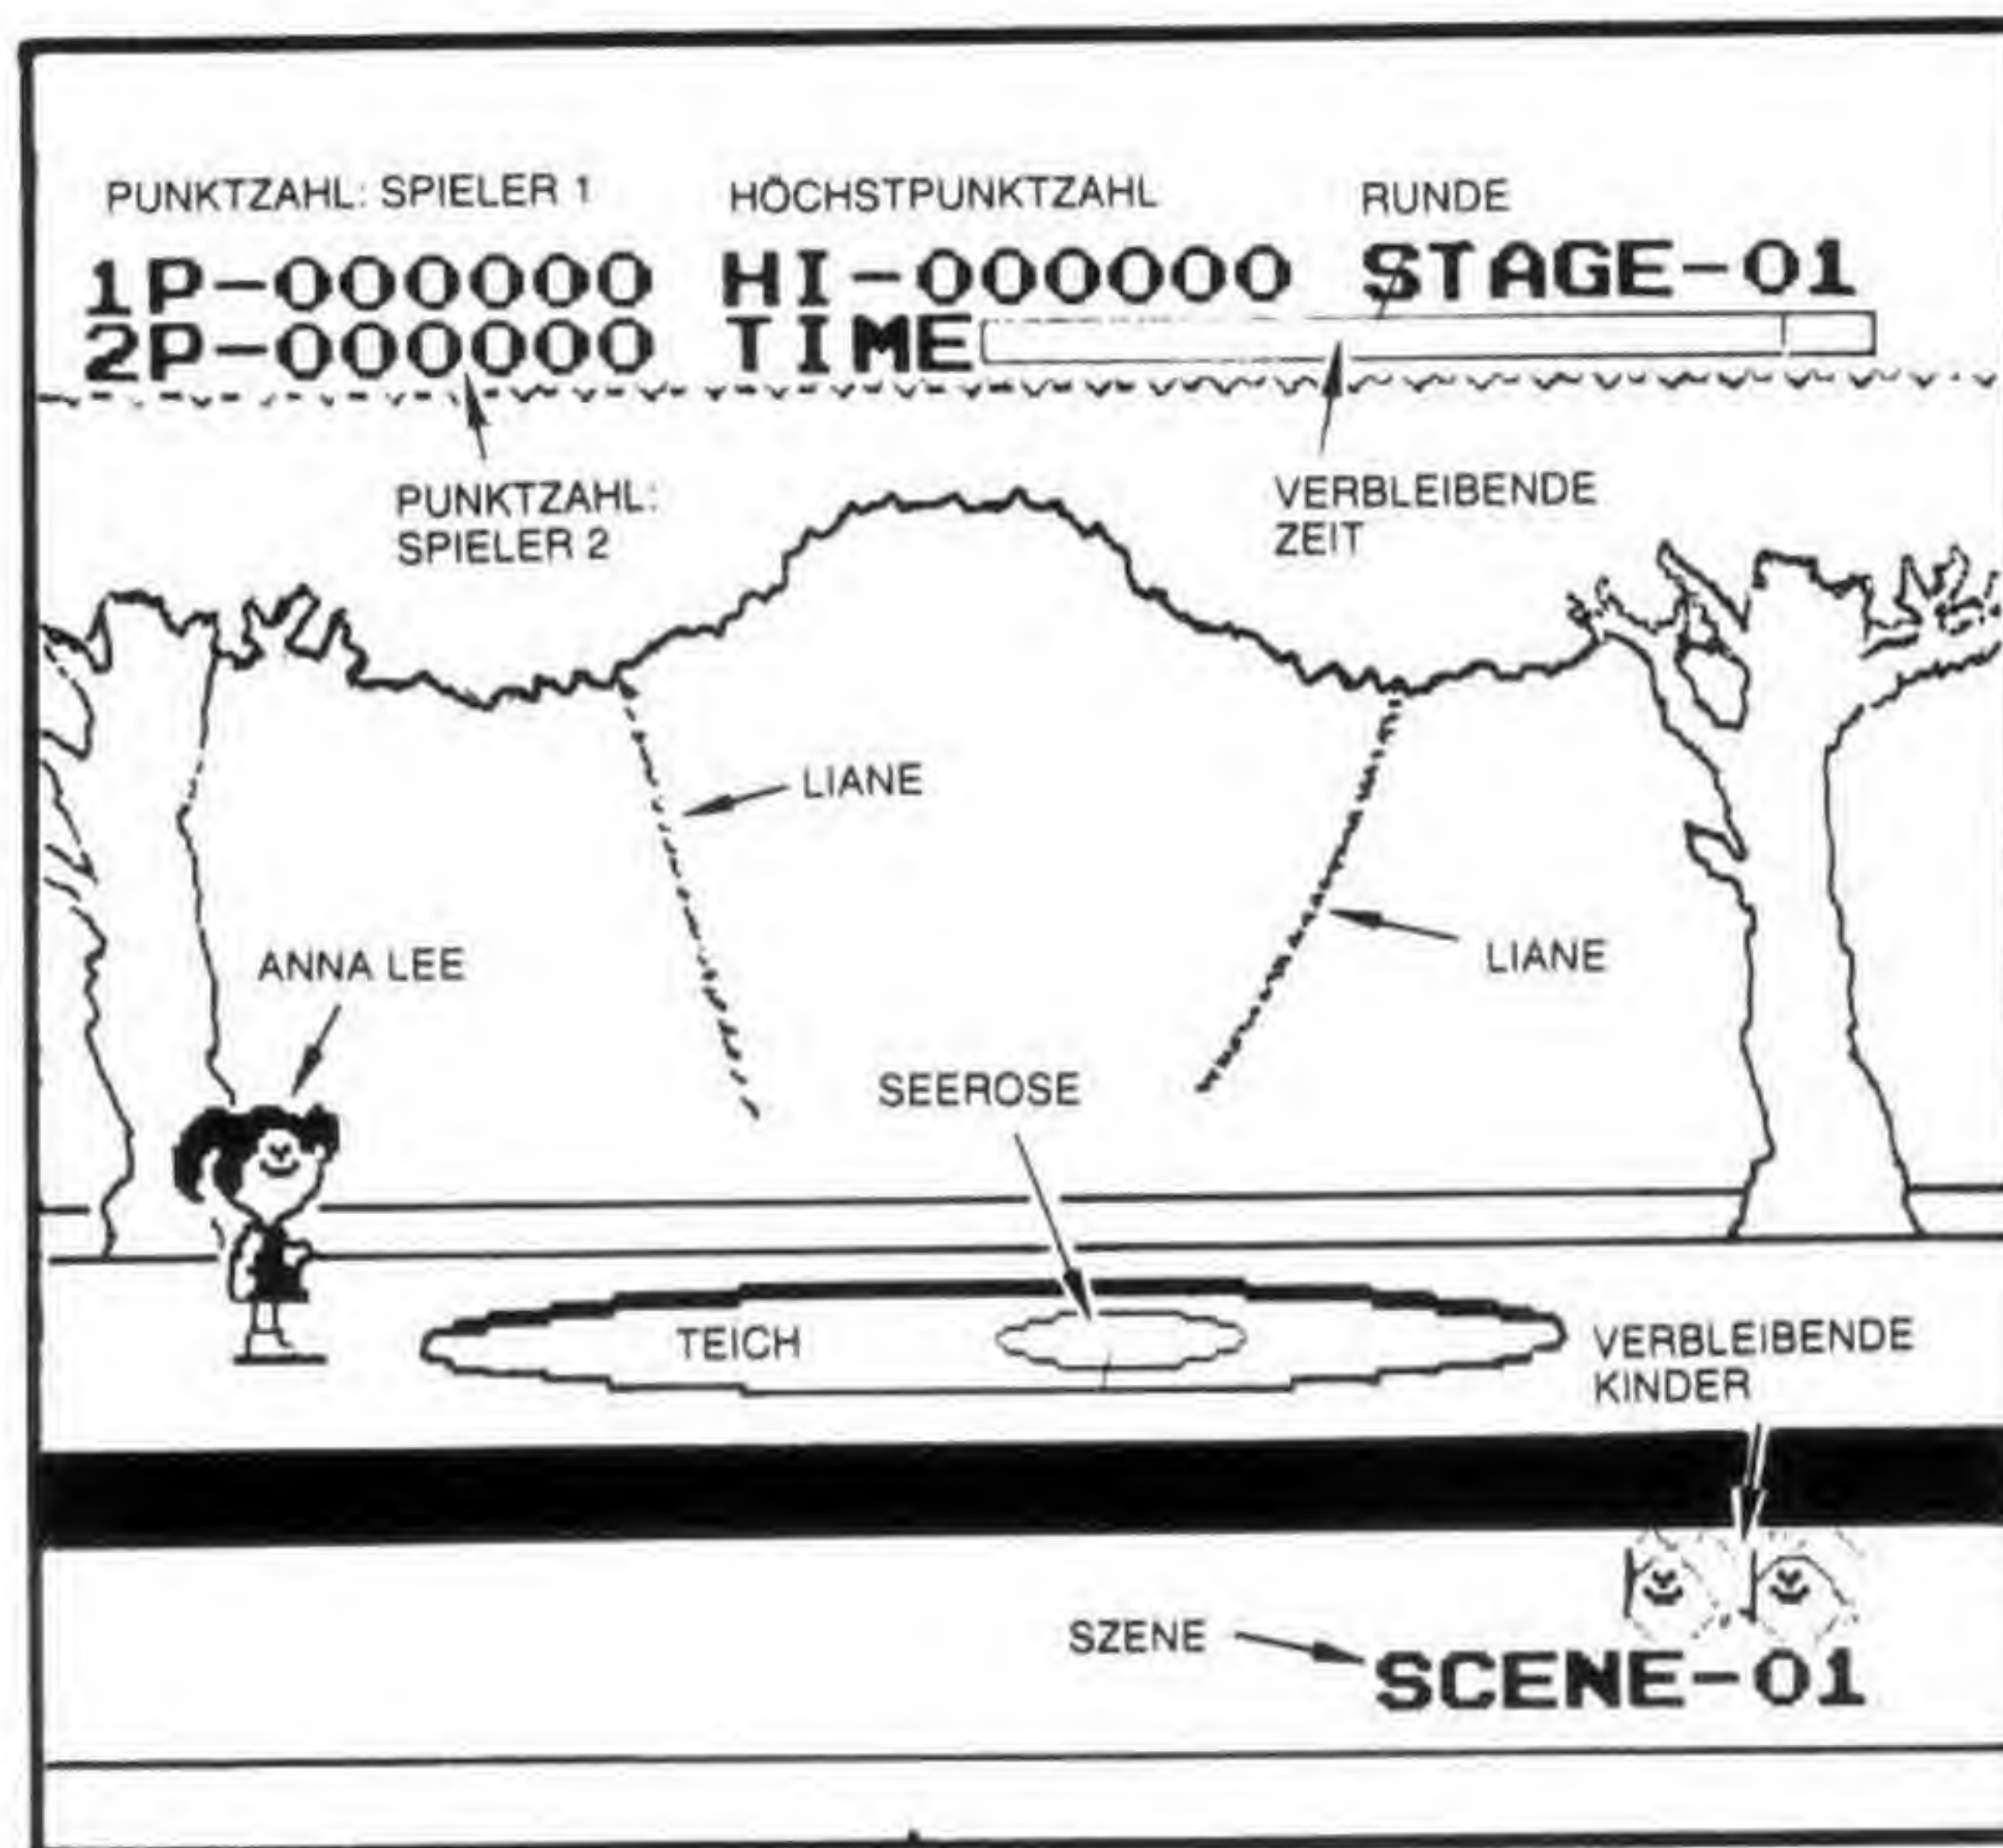 PUNKTZAHL: SPIELER 1 HÖCHSTPUNKTZAHL RUNDE
1P-000000 HI-000000 STAGE-01
2P-000000 TIME
PUNKTZAHL:
SPIELER 2
VERBLEIBENDE
ZEIT
LIANE
LIANE
ANNA LEE
SEEROSE
TEICH
VERBLEIBENDE
KINDER
SZENE
SCENE-01